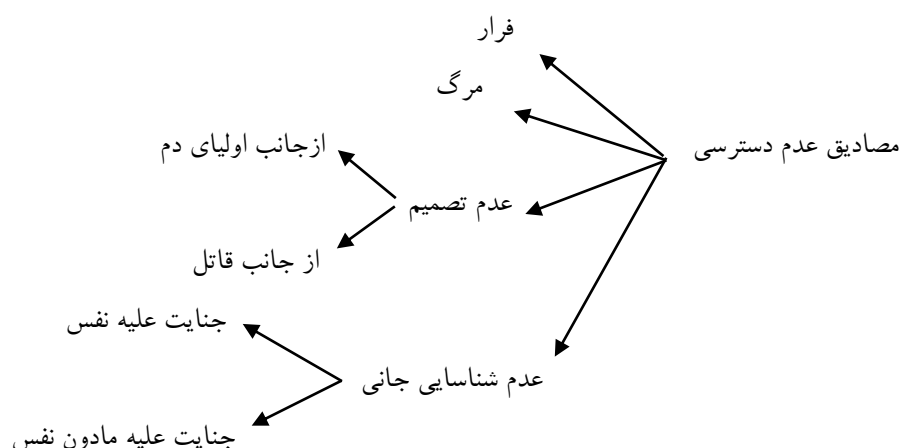 فرار
مرگ
مصادیق عدم دسترسی
ازجانب اولیای دم
عدم تصمیم
از جانب قاتل
جنایت علیه نفس
عدم شناسایی جانی
جنایت علیه مادون نفس